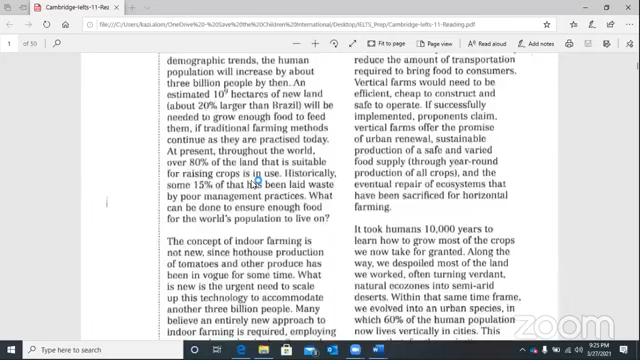 Cambridge-Ielts-11-Reading.pdf
file:///C:/Users/kazi.alom/OneDrive%20-%20Save%20the%20Children%20International/Desktop/IELTS_Prep/Cambridge-Ielts-11-Reading.pdf
1 of 50
Fit to page
Page view
Read aloud
Add notes
demographic trends, the human
population will increase by about
three billion people by then. An
estimated 10⁹ hectares of new land
(about 20% larger than Brazil) will be
needed to grow enough food to feed
them, if traditional farming methods
continue as they are practised today.
At present, throughout the world,
over 80% of the land that is suitable
for raising crops is in use. Historically,
some 15% of that has been laid waste
by poor management practices. What
can be done to ensure enough food
for the world's population to live on?
The concept of indoor farming is
not new, since hothouse production
of tomatoes and other produce has
been in vogue for some time. What
is new is the urgent need to scale
up this technology to accommodate
another three billion people. Many
believe an entirely new approach to
indoor farming is required, employing
reduce the amount of transportation
required to bring food to consumers.
Vertical farms would need to be
efficient, cheap to construct and
safe to operate. If successfully
implemented, proponents claim,
vertical farms offer the promise
of urban renewal, sustainable
production of a safe and varied
food supply (through year-round
production of all crops), and
the eventual repair of ecosystems
that have been sacrificed for horizontal
farming.
It took humans 10,000 years to
learn how to grow most of the crops
we now take for granted. Along the
way, we despoiled most of the land
we worked, often turning verdant,
natural ecozones into semi-arid
deserts. Within that same time frame,
we evolved into an urban species, in
which 60% of the human population
now lives vertically in cities. This
zoom
9:25 PM
3/27/2021